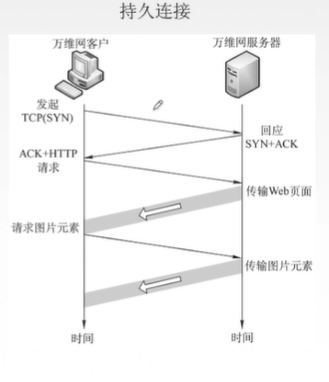 持久连接
万维网客户
万维网服务器
发起
TCP(SYN)
回应
SYN+ACK
ACK+HTTP
请求
传输Web页面
请求图片元素
传输图片元素
时间
时间